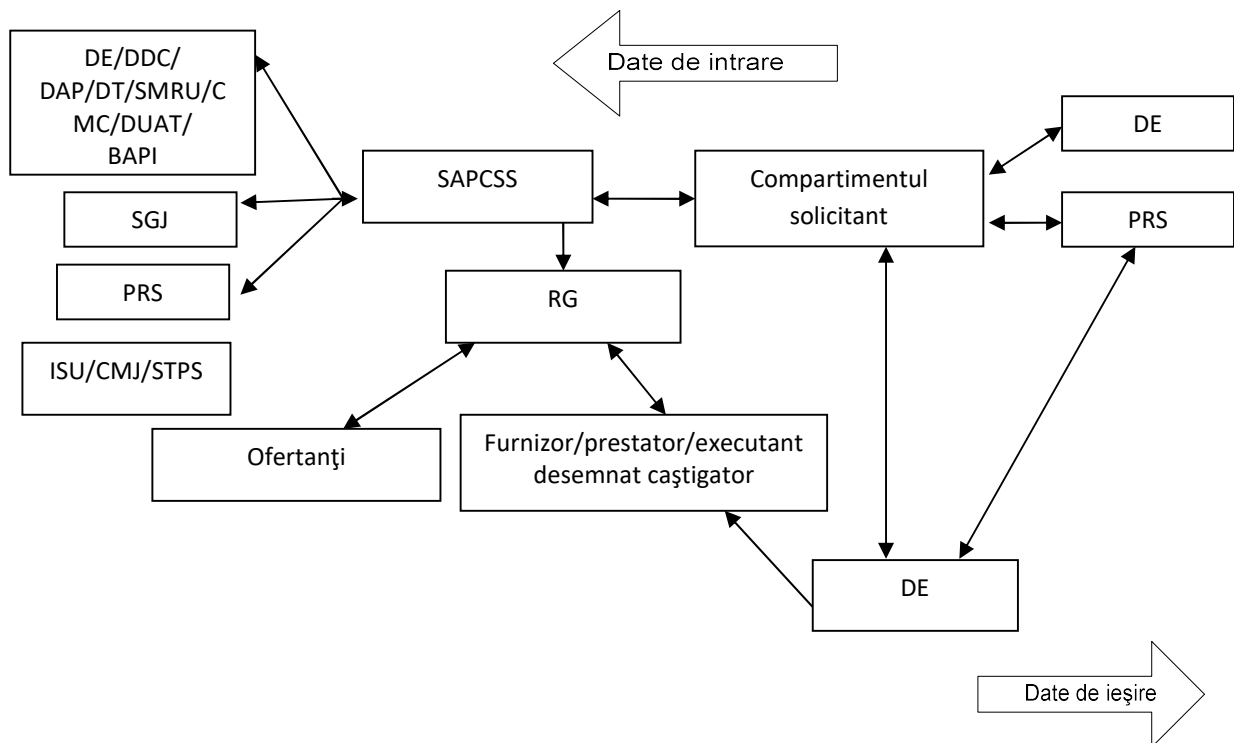 Date de intrare
DE/DDC/
DAP/DT/SMRU/C
MC/DUAT/
BAPI
DE
SAPCSS
Compartimentul
solicitant
SGJ
PRS
PRS
RG
ISU/CMJ/STPS
Ofertanţi
Furnizor/prestator/executant
desemnat caştigator
DE
Date de ieşire